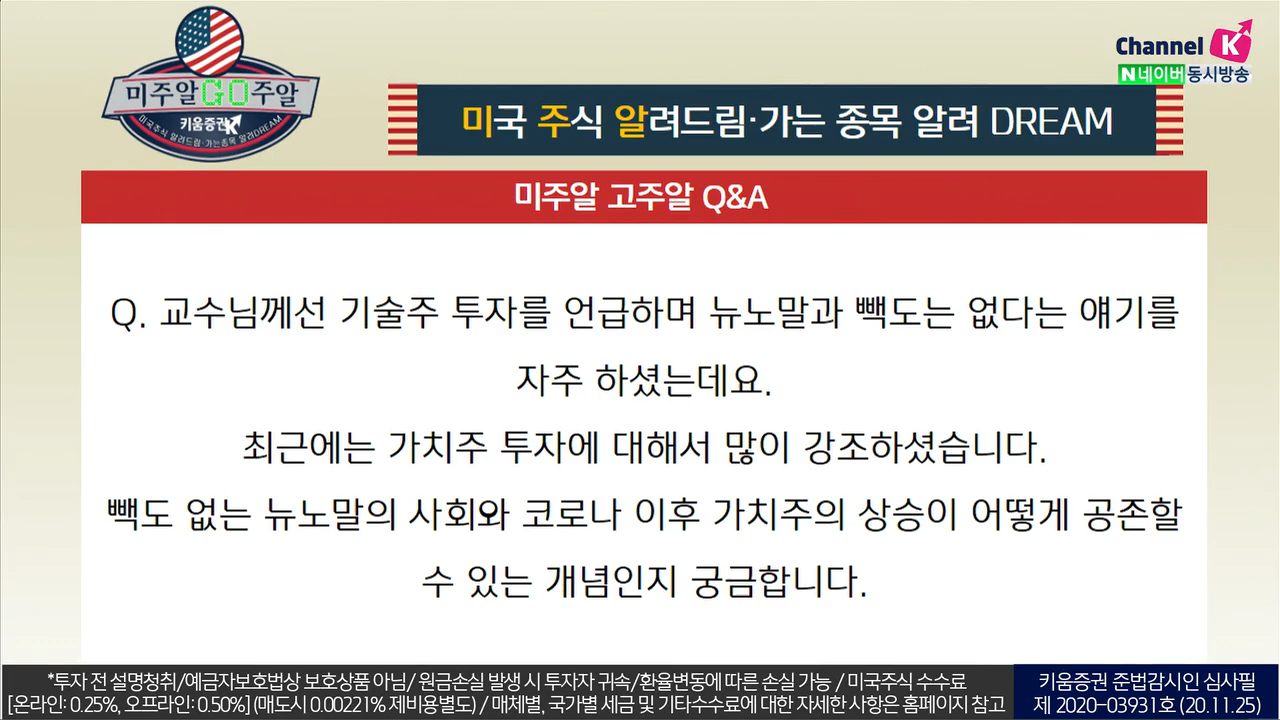 미주알GO주알
키움증권
미국주식 알려드림·가는종목 알려DREAM
Channel K
N 네이버 동시방송
미국 주식 알려드림·가는 종목 알려 DREAM
미주알 고주알 Q&A
Q. 교수님께선 기술주 투자를 언급하며 뉴노말과 빽도는 없다는 얘기를
자주 하셨는데요.
최근에는 가치주 투자에 대해서 많이 강조하셨습니다.
빽도 없는 뉴노말의 사회와 코로나 이후 가치주의 상승이 어떻게 공존할
수 있는 개념인지 궁금합니다.
*투자 전 설명청취/예금자보호법상 보호상품 아님/ 원금손실 발생 시 투자자 귀속/환율변동에 따른 손실 가능 / 미국주식 수수료
[온라인: 0.25%, 오프라인: 0.50%] (매도시 0.00221% 제비용별도) / 매체별, 국가별 세금 및 기타수수료에 대한 자세한 사항은 홈페이지 참고
키움증권 준법감시인 심사필
제 2020-03931호 (20.11.25)